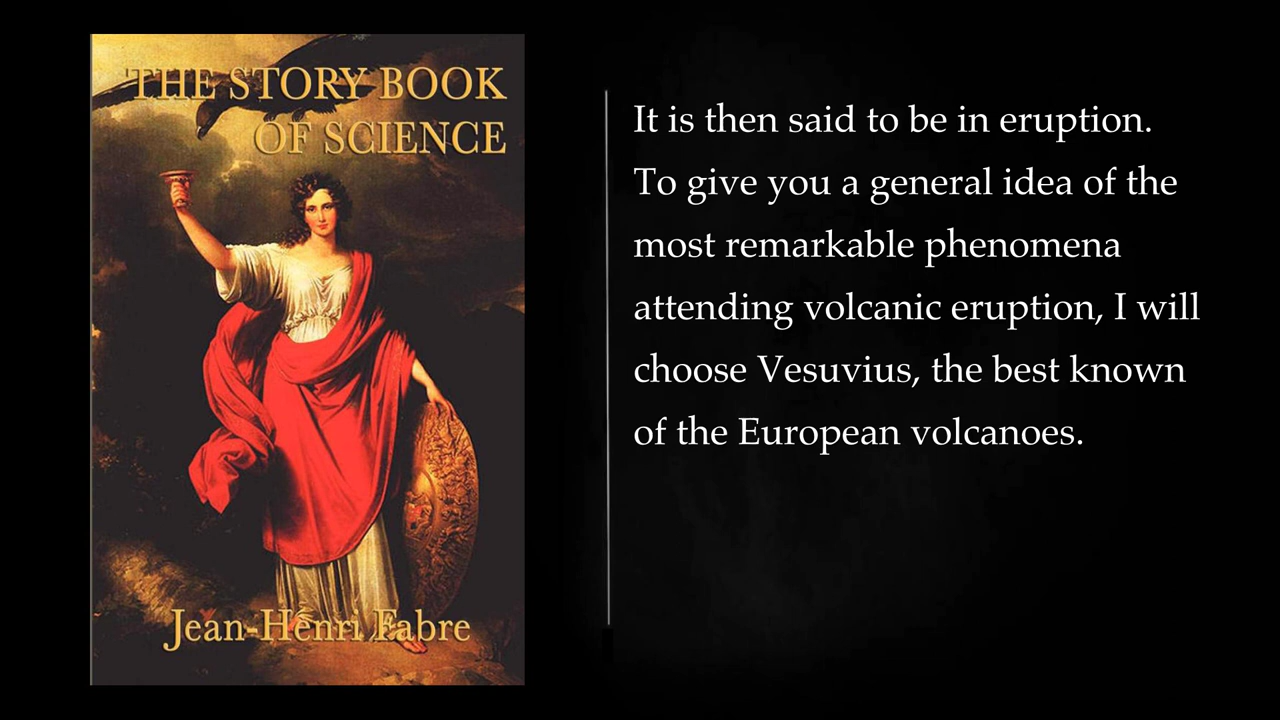 THE STORY BOOK
OF SCIENCE
Jean-Henri Fabre
It is then said to be in eruption.
To give you a general idea of the
most remarkable phenomena
attending volcanic eruption, I will
choose Vesuvius, the best known
of the European volcanoes.